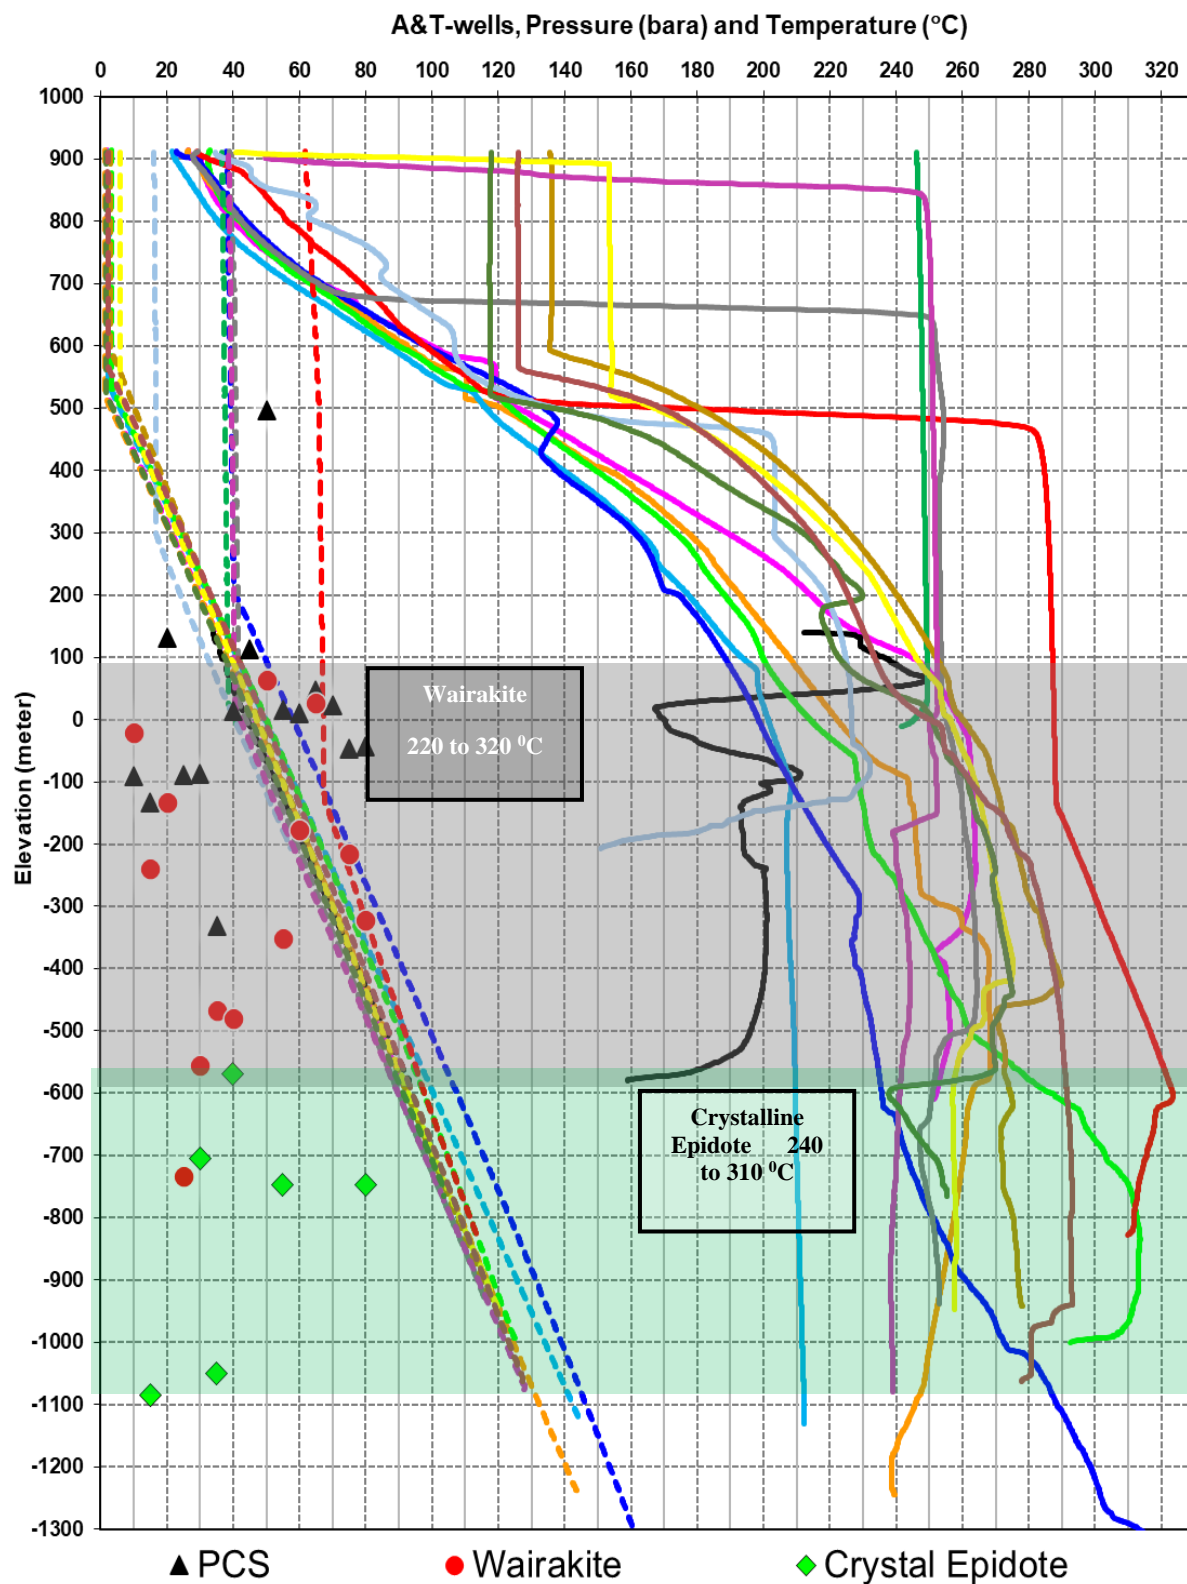 A&T-wells, Pressure (bara) and Temperature (°C)
0 20 40 60 80 100 120 140 160 180 200 220 240 260 280 300 320
1000
900
800
700
600
500
400
300
200
100
0
-100
-200
-300
-400
-500
-600
-700
-800
-900
-1000
-1100
-1200
-1300
Elevation (meter)
Wairakite
220 to 320 ⁰C
Crystalline
Epidote 240
to 310 ⁰C
PCS Wairakite Crystal Epidote